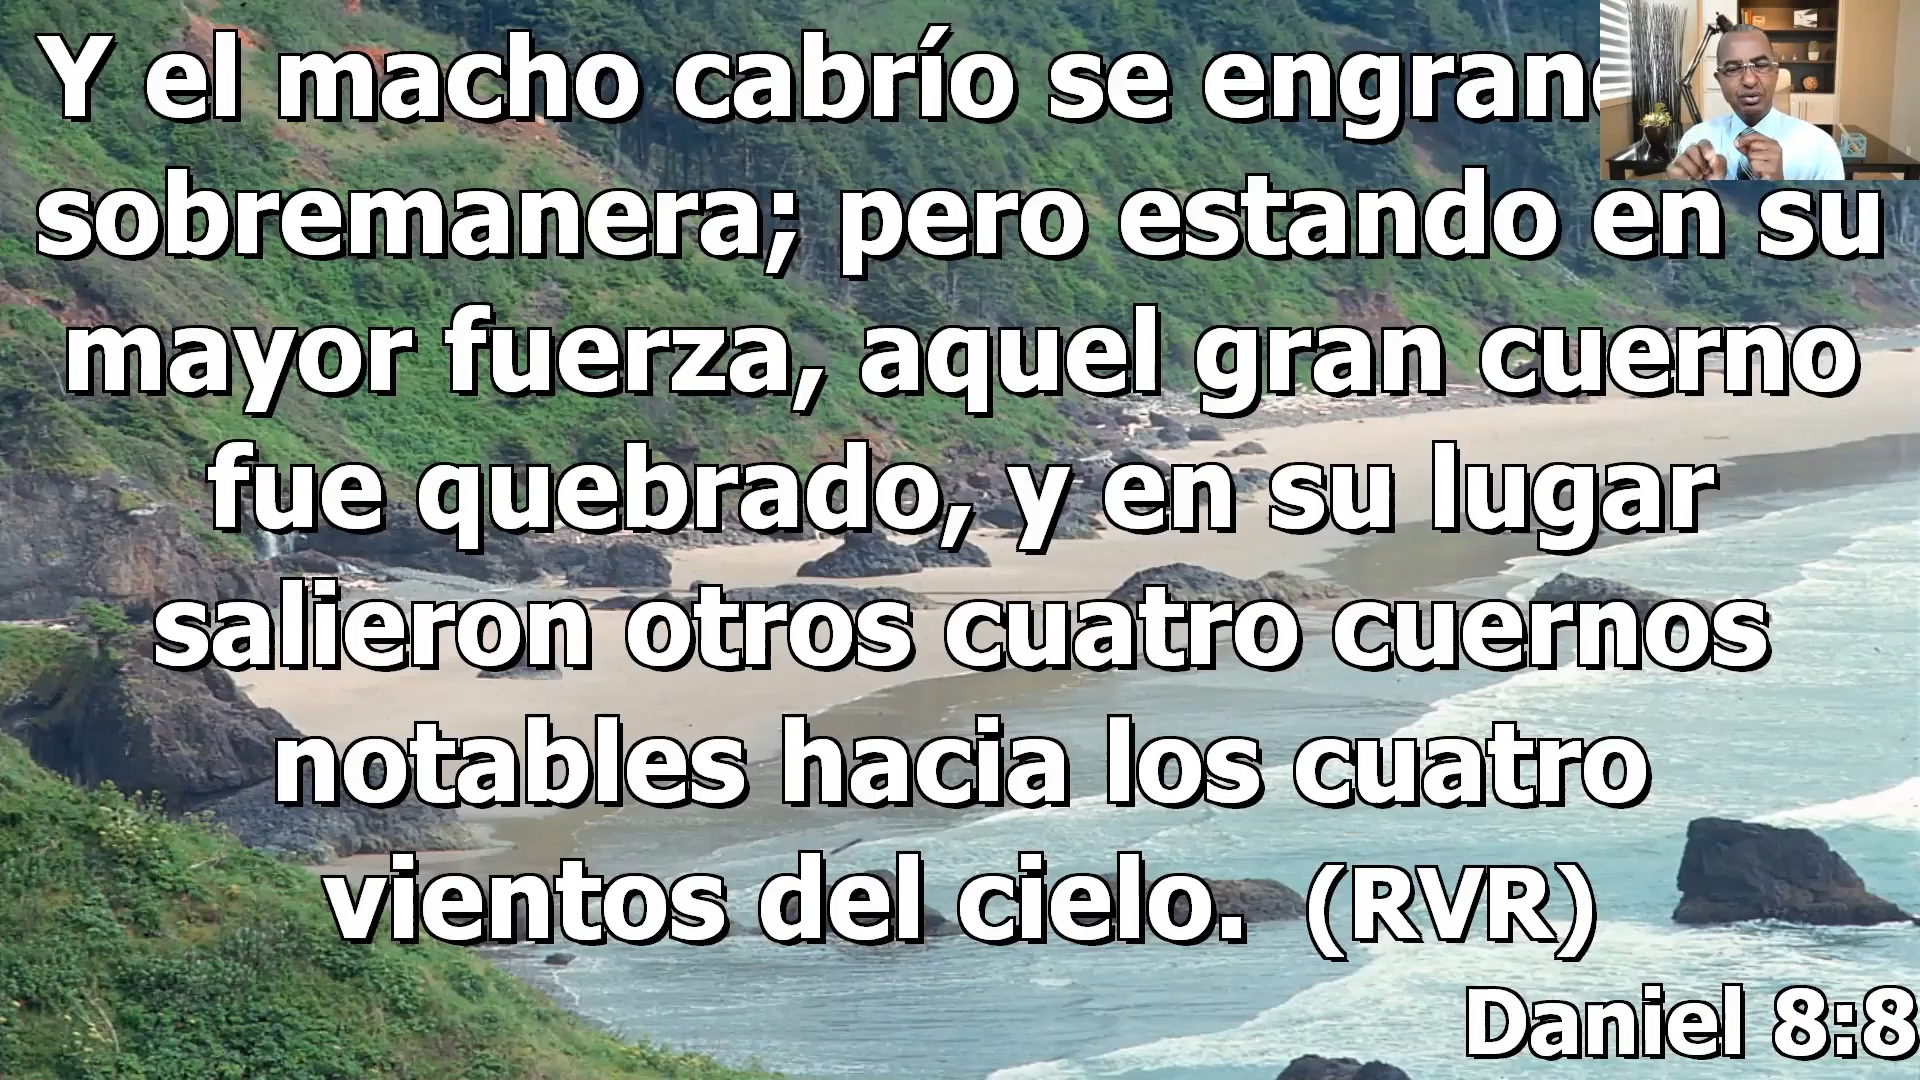 Y el macho cabrío se
sobremanera; pero estando en su
mayor fuerza, aquel gran cuerno
fue quebrado, y en su lugar
salieron otros cuatro cuernos
notables hacia los cuatro
vientos del cielo. (RVR)
Daniel 8:8